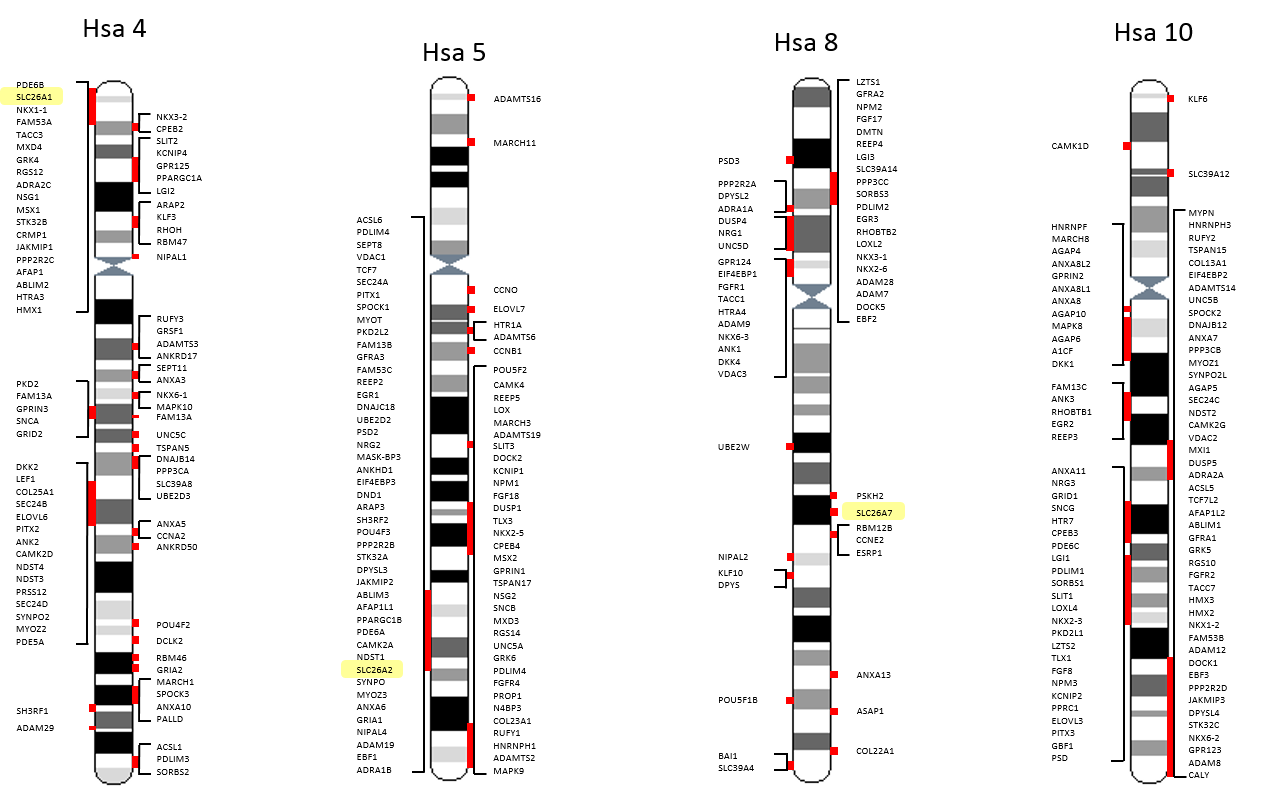 Hsa 4
PDE6B
SLC26A1
NKX1-1
FAM53A
TACC3
MXD4
GRK4
RGS12
ADRA2C
NSG1
MSX1
STK32B
CRMP1
JAKMIP1
PPP2R2C
AFAP1
ABLIM2
HTRA3
HMX1
PKD2
FAM13A
GPRIN3
SNCA
GRID2
DKK2
LEF1
COL25A1
SEC24B
ELOVL6
PITX2
ANK2
CAMK2D
NDST4
NDST3
PRSS12
SEC24D
SYNPO2
MYOZ2
PDE5A
SH3RF1
ADAM29
NKX3-2
CPEB2
SLIT2
KCNIP4
GPR125
PPARGC1A
LGI2
ARAP2
KLF3
RHOH
RBM47
NIPAL1
RUFY3
GRSF1
ADAMTS3
ANKRD17
SEPT11
ANXA3
NKX6-1
MAPK10
FAM13A
UNC5C
TSPAN5
DNAJB14
PPP3CA
SLC39A8
UBE2D3
ANXA5
CCNA2
ANKRD50
POU4F2
DCLK2
RBM46
GRIA2
MARCH1
SPOCK3
ANXA10
PALLD
ACSL1
PDLIM3
SORBS2
Hsa 5
ACSL6
PDLIM4
SEPT8
VDAC1
TCF7
SEC24A
PITX1
SPOCK1
MYOT
PKD2L2
FAM13B
GFRA3
FAM53C
REEP2
EGR1
DNAJC18
UBE2D2
PSD2
NRG2
MASK-BP3
ANKHD1
EIF4EBP3
DND1
ARAP3
SH3RF2
POU4F3
PPP2R2B
STK32A
DPYSL3
JAKMIP2
ABLIM3
AFAP1L1
PPARGC1B
PDE6A
CAMK2A
NDST1
SLC26A2
SYNPO
MYOZ3
ANXA6
GRIA1
NIPAL4
ADAM19
EBF1
ADRA1B
ADAMTS16
MARCH11
CCNO
ELOVL7
HTR1A
ADAMTS6
CCNB1
POU5F2
CAMK4
REEP5
LOX
MARCH3
ADAMTS19
SLIT3
DOCK2
KCNIP1
NPM1
FGF18
DUSP1
TLX3
NKX2-5
CPEB4
MSX2
GPRIN1
TSPAN17
NSG2
SNCB
MXD3
RGS14
UNC5A
GRK6
PDLIM4
FGFR4
PROP1
N4BP3
COL23A1
RUFY1
HNRNPH1
ADAMTS2
MAPK9
Hsa 8
PSD3
PPP2R2A
DPYSL2
ADRA1A
DUSP4
NRG1
UNC5D
GPR124
EIF4EBP1
FGFR1
TACC1
HTRA4
ADAM9
NKX6-3
ANK1
DKK4
VDAC3
UBE2W
NIPAL2
KLF10
DPYS
POU5F1B
BAI1
SLC39A4
LZTS1
GFRA2
NPM2
FGF17
DMTN
REEP4
LGI3
SLC39A14
PPP3CC
SORBS3
PDLIM2
EGR3
RHOBTB2
LOXL2
NKX3-1
NKX2-6
ADAM28
ADAM7
DOCK5
EBF2
PSKH2
SLC26A7
RBM12B
CCNE2
ESRP1
ANXA13
ASAP1
COL22A1
Hsa 10
CAMK1D
HNRNPF
MARCH8
AGAP4
ANXA8L2
GPRIN2
ANXA8L1
ANXA8
AGAP10
MAPK8
AGAP6
A1CF
DKK1
FAM13C
ANK3
RHOBTB1
EGR2
REEP3
ANXA11
NRG3
GRID1
SNCG
HTR7
CPEB3
PDE6C
LGI1
PDLIM1
SORBS1
SLIT1
LOXL4
NKX2-3
PKD2L1
LZTS2
TLX1
FGF8
NPM3
KCNIP2
PPRC1
ELOVL3
PITX3
GBF1
PSD
KLF6
SLC39A12
MYPN
HNRNPH3
RUFY2
TSPAN15
COL13A1
EIF4EBP2
ADAMTS14
UNC5B
SPOCK2
DNAJB12
ANXA7
PPP3CB
MYOZ1
SYNPO2L
AGAP5
SEC24C
NDST2
CAMK2G
VDAC2
MXI1
DUSP5
ADRA2A
ACSL5
TCF7L2
AFAP1L2
ABLIM1
GFRA1
GRK5
RGS10
FGFR2
TACC7
HMX3
HMX2
NKX1-2
FAM53B
ADAM12
DOCK1
EBF3
PPP2R2D
JAKMIP3
DPYSL4
STK32C
NKX6-2
GPR123
ADAM8
CALY